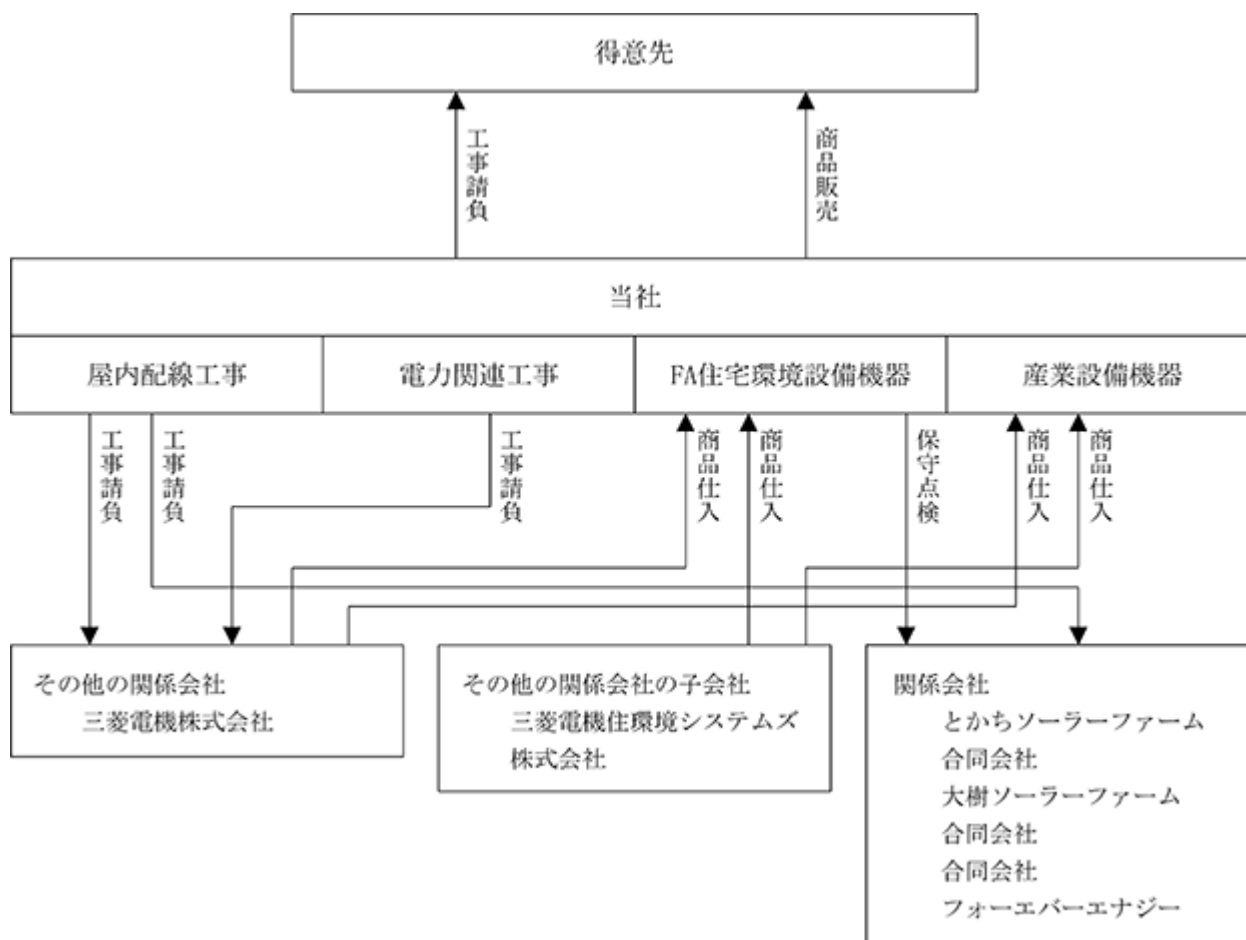 得意先
工事請負
商品販売
当社
屋内配線工事
電力関連工事
FA住宅環境設備機器
産業設備機器
工事請負
工事請負
工事請負
商品仕入
商品仕入
保守点検
商品仕入
商品仕入
その他の関係会社
三菱電機株式会社
その他の関係会社の子会社
三菱電機住環境システムズ
株式会社
関係会社
とかちソーラーファーム
合同会社
大樹ソーラーファーム
合同会社
合同会社
フォーエバーエナジー